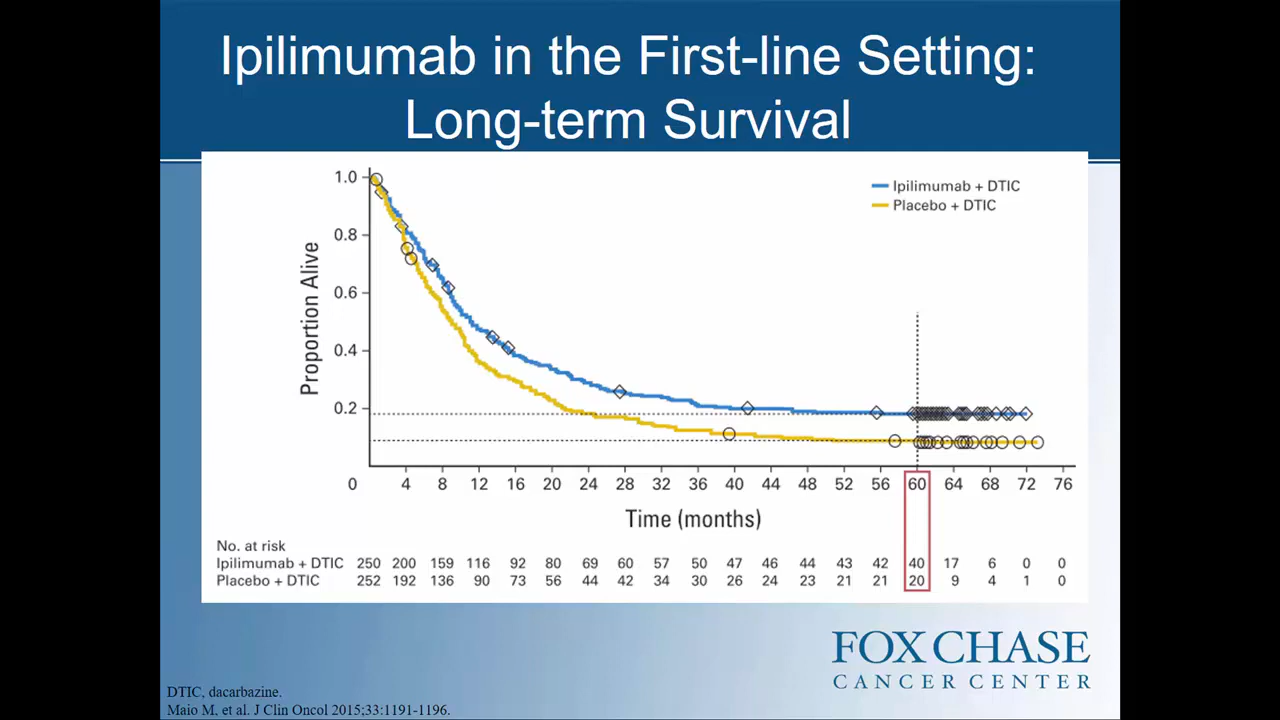 Ipilimumab in the First-line Setting:
Long-term Survival
1.0
0.8
0.6
0.4
0.2
Proportion Alive
Ipilimumab + DTIC
Placebo + DTIC
0 4 8 12 16 20 24 28 32 36 40 44 48 52 56 60 64 68 72 76
Time (months)
No. at risk
Ipilimumab + DTIC 250 200 159 116 92 80 69 60 57 50 47 46 44 43 42 40 17 6 0 0
Placebo + DTIC 252 192 136 90 73 56 44 42 34 30 26 24 23 21 21 20 9 4 1 0
FOX CHASE
CANCER CENTER
DTIC, dacarbazine.
Maio M, et al. J Clin Oncol 2015;33:1191-1196.